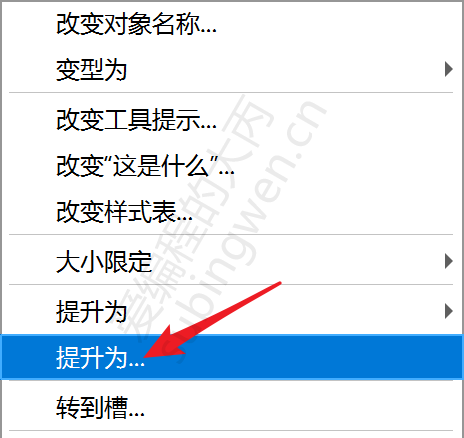 改变对象名称...
变型为
改变工具提示...
改变“这是什么”...
改变样式表...
大小限定
提升为
提升为...
转到槽...
爱编程的大丙
subingwen.cn